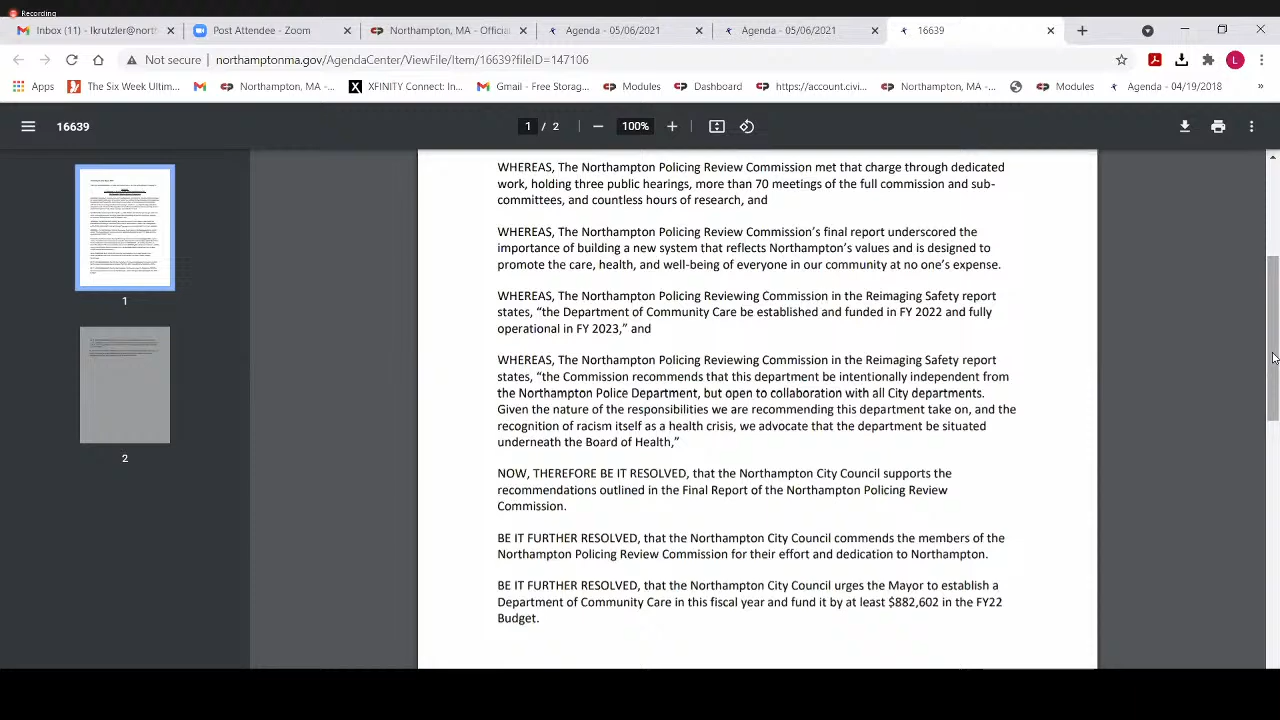 Recording
Inbox (11) - lkrutzler@north
Post Attendee - Zoom
Northampton, MA - Official
Agenda - 05/06/2021
Agenda - 05/06/2021
16639
Not secure | northamptonma.gov/AgendaCenter/ViewFile/Item/16639?fileID=147106
L
Apps
The Six Week Ultim...
Northampton, MA -...
XFINITY Connect: In...
Gmail - Free Storag...
Modules
Dashboard
https://account.civi...
Northampton, MA -...
Modules
Agenda - 04/19/2018
»
16639
1 / 2
100%
1
2
WHEREAS, The Northampton Policing Review Commission met that charge through dedicated
work, holding three public hearings, more than 70 meetings of the full commission and sub-
committees, and countless hours of research, and
WHEREAS, The Northampton Policing Review Commission's final report underscored the
importance of building a new system that reflects Northampton's values and is designed to
promote the care, health, and well-being of everyone in our community at no one's expense.
WHEREAS, The Northampton Policing Reviewing Commission in the Reimaging Safety report
states, "the Department of Community Care be established and funded in FY 2022 and fully
operational in FY 2023," and
WHEREAS, The Northampton Policing Reviewing Commission in the Reimaging Safety report
states, "the Commission recommends that this department be intentionally independent from
the Northampton Police Department, but open to collaboration with all City departments.
Given the nature of the responsibilities we are recommending this department take on, and the
recognition of racism itself as a health crisis, we advocate that the department be situated
underneath the Board of Health,"
NOW, THEREFORE BE IT RESOLVED, that the Northampton City Council supports the
recommendations outlined in the Final Report of the Northampton Policing Review
Commission.
BE IT FURTHER RESOLVED, that the Northampton City Council commends the members of the
Northampton Policing Review Commission for their effort and dedication to Northampton.
BE IT FURTHER RESOLVED, that the Northampton City Council urges the Mayor to establish a
Department of Community Care in this fiscal year and fund it by at least $882,602 in the FY22
Budget.